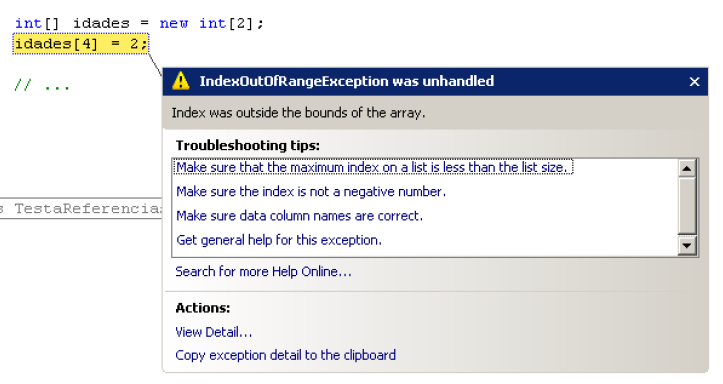 int[] idades = new int[2];
idades[4] = 2;
// ...
IndexOutOfRangeException was unhandled
Index was outside the bounds of the array.
Troubleshooting tips:
Make sure that the maximum index on a list is less than the list size.
Make sure the index is not a negative number.
Make sure data column names are correct.
Get general help for this exception.
s TestaReferencia
Search for more Help Online...
Actions:
View Detail...
Copy exception detail to the clipboard